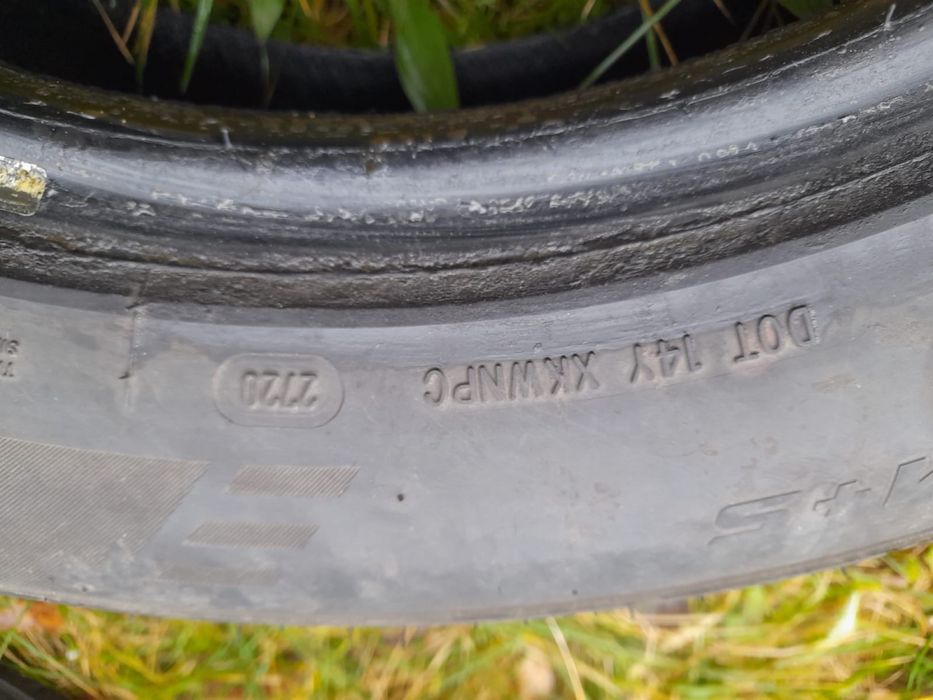 DOT 14Y XKWNPC 2720
M+S